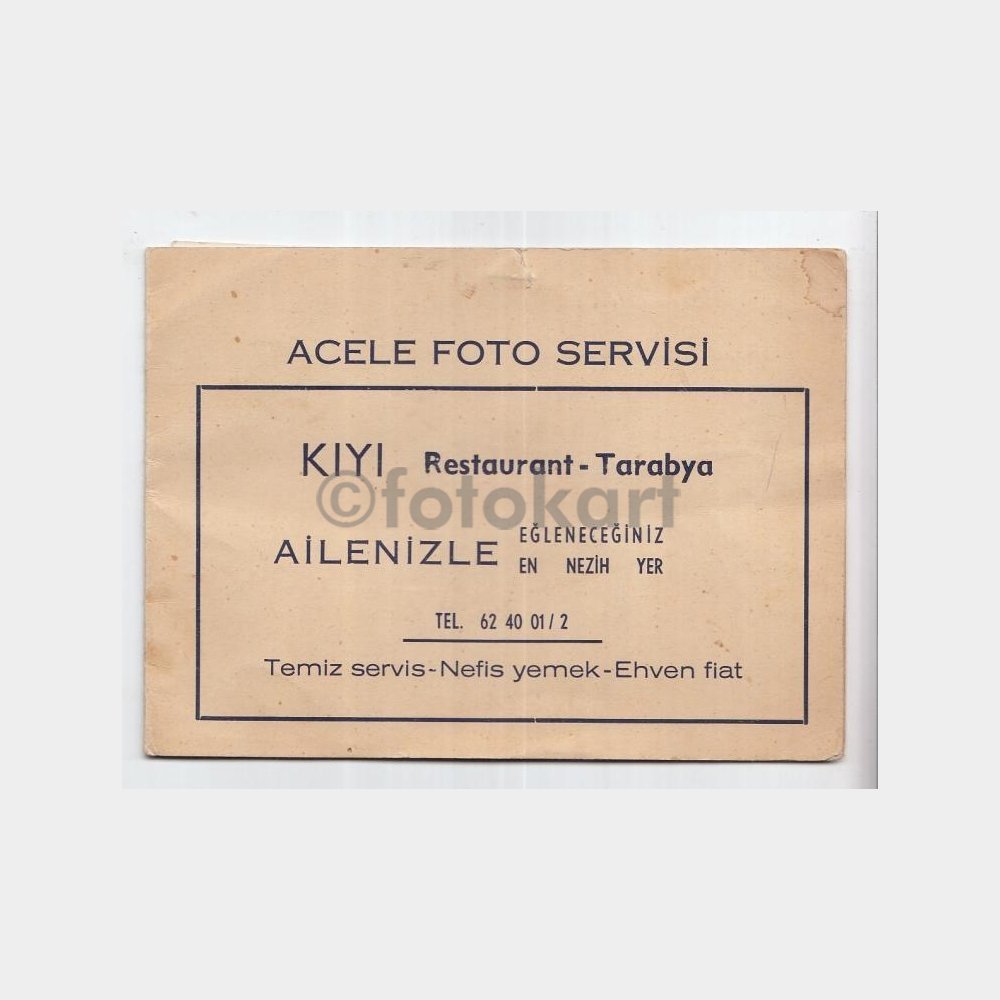 ACELE FOTO SERVİSİ
KIYI Restaurant - Tarabya
©fotokart
AİLENİZLE EĞLENECEĞİNİZ
EN NEZİH YER
TEL. 62 40 01 / 2
Temiz servis-Nefis yemek-Ehven fiat